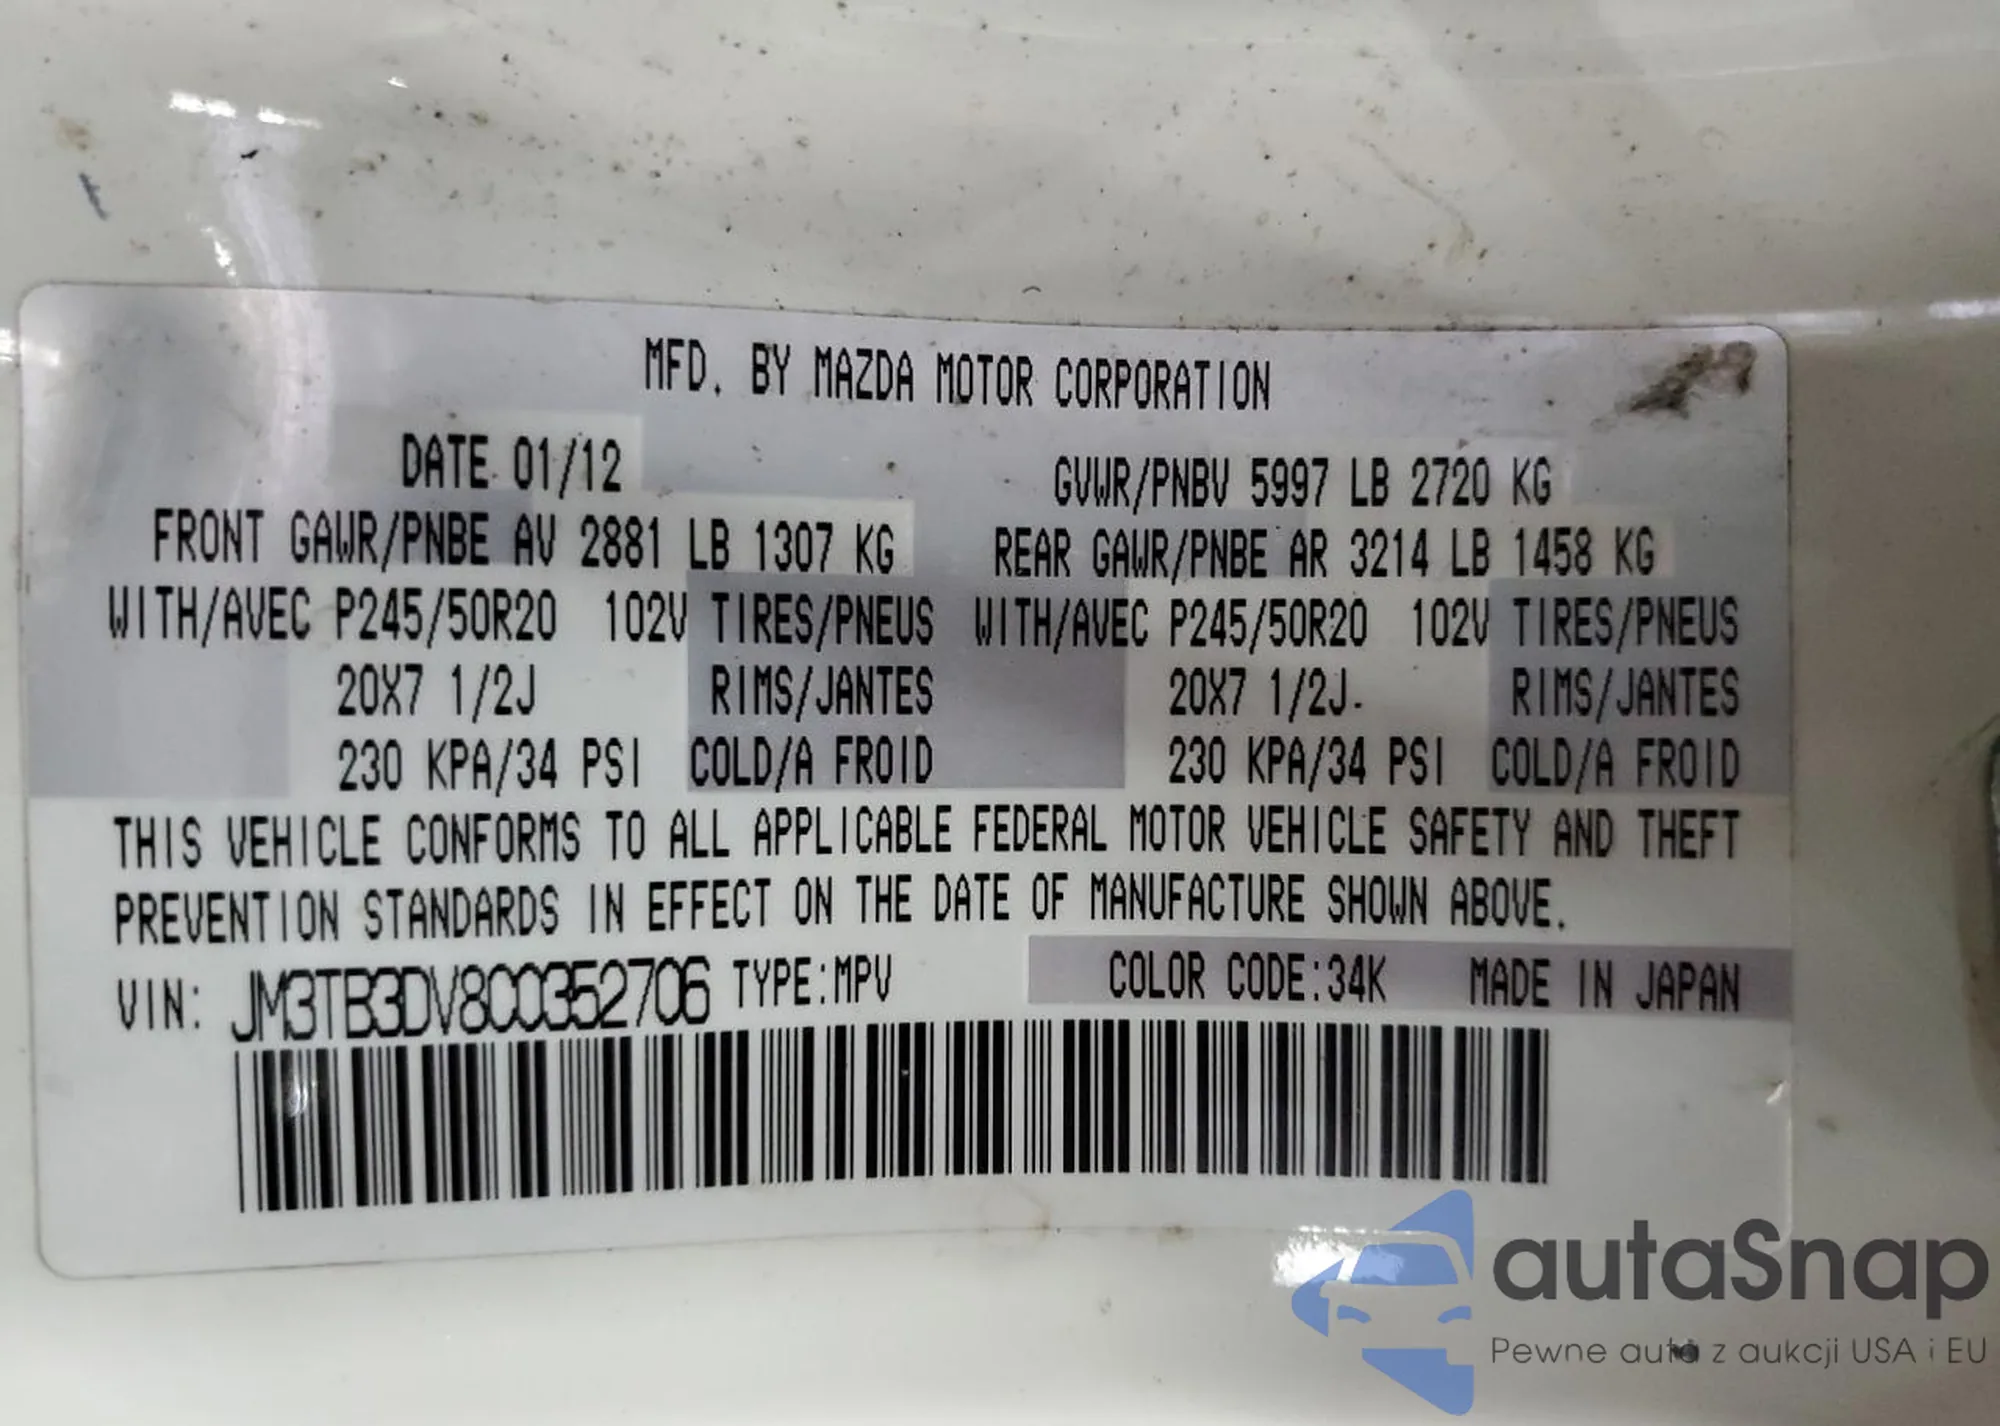 MFD. BY MAZDA MOTOR CORPORATION
DATE 01/12 GVWR/PNBV 5997 LB 2720 KG
FRONT GAWR/PNBE AV 2881 LB 1307 KG REAR GAWR/PNBE AR 3214 LB 1458 KG
WITH/AVEC P245/50R20 102V TIRES/PNEUS WITH/AVEC P245/50R20 102V TIRES/PNEUS
20X7 1/2J RIMS/JANTES 20X7 1/2J RIMS/JANTES
230 KPA/34 PSI COLD/A FROID 230 KPA/34 PSI COLD/A FROID
THIS VEHICLE CONFORMS TO ALL APPLICABLE FEDERAL MOTOR VEHICLE SAFETY AND THEFT
PREVENTION STANDARDS IN EFFECT ON THE DATE OF MANUFACTURE SHOWN ABOVE.
VIN: JM3TB3DV8C0352706 TYPE:MPV COLOR CODE:34K MADE IN JAPAN
autaSnap
Pewne auta z aukcji USA i EU